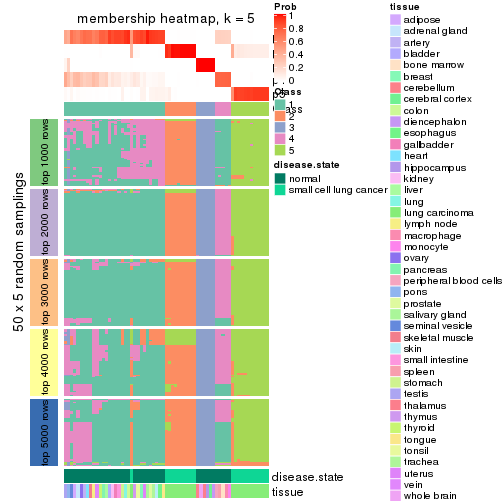 membership heatmap, k = 5
50 x 5 random samplings
top 1000 rows
top 2000 rows
top 3000 rows
top 4000 rows
top 5000 rows
disease.state
tissue
Prob
1
0.8
0.6
0.4
0.2
0
Class
1
2
3
4
5
disease.state
normal
small cell lung cancer
tissue
adipose
adrenal gland
artery
bladder
bone marrow
breast
cerebellum
cerebral cortex
colon
diencephalon
esophagus
gallbladder
heart
hippocampus
kidney
liver
lung
lung carcinoma
lymph node
macrophage
monocyte
ovary
pancreas
peripheral blood cells
pons
prostate
salivary gland
seminal vesicle
skeletal muscle
skin
small intestine
spleen
stomach
testis
thalamus
thymus
thyroid
tongue
tonsil
trachea
uterus
vein
whole brain